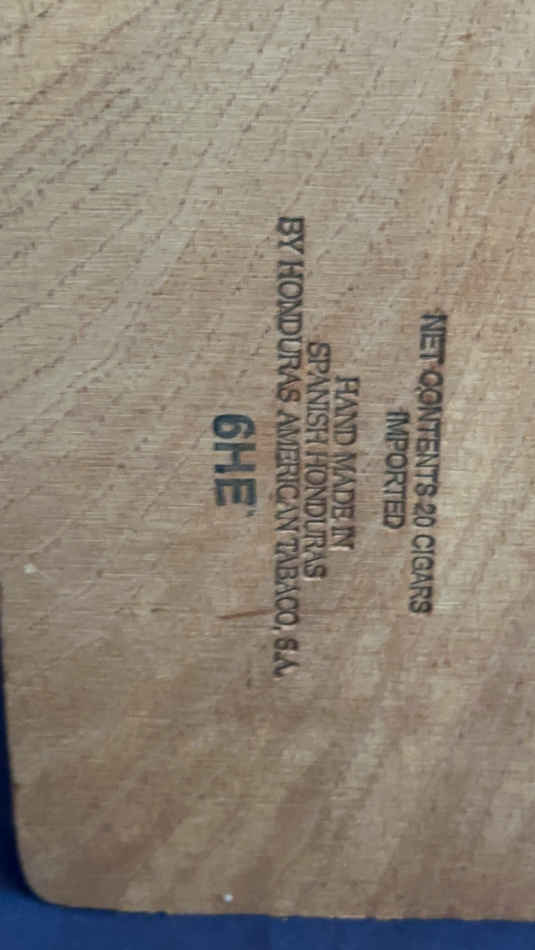 NET CONTENTS 20 CIGARS
IMPORTED
HAND MADE IN
SPANISH HONDURAS
BY HONDURAS AMERICAN TABACO, S.A.
6HE